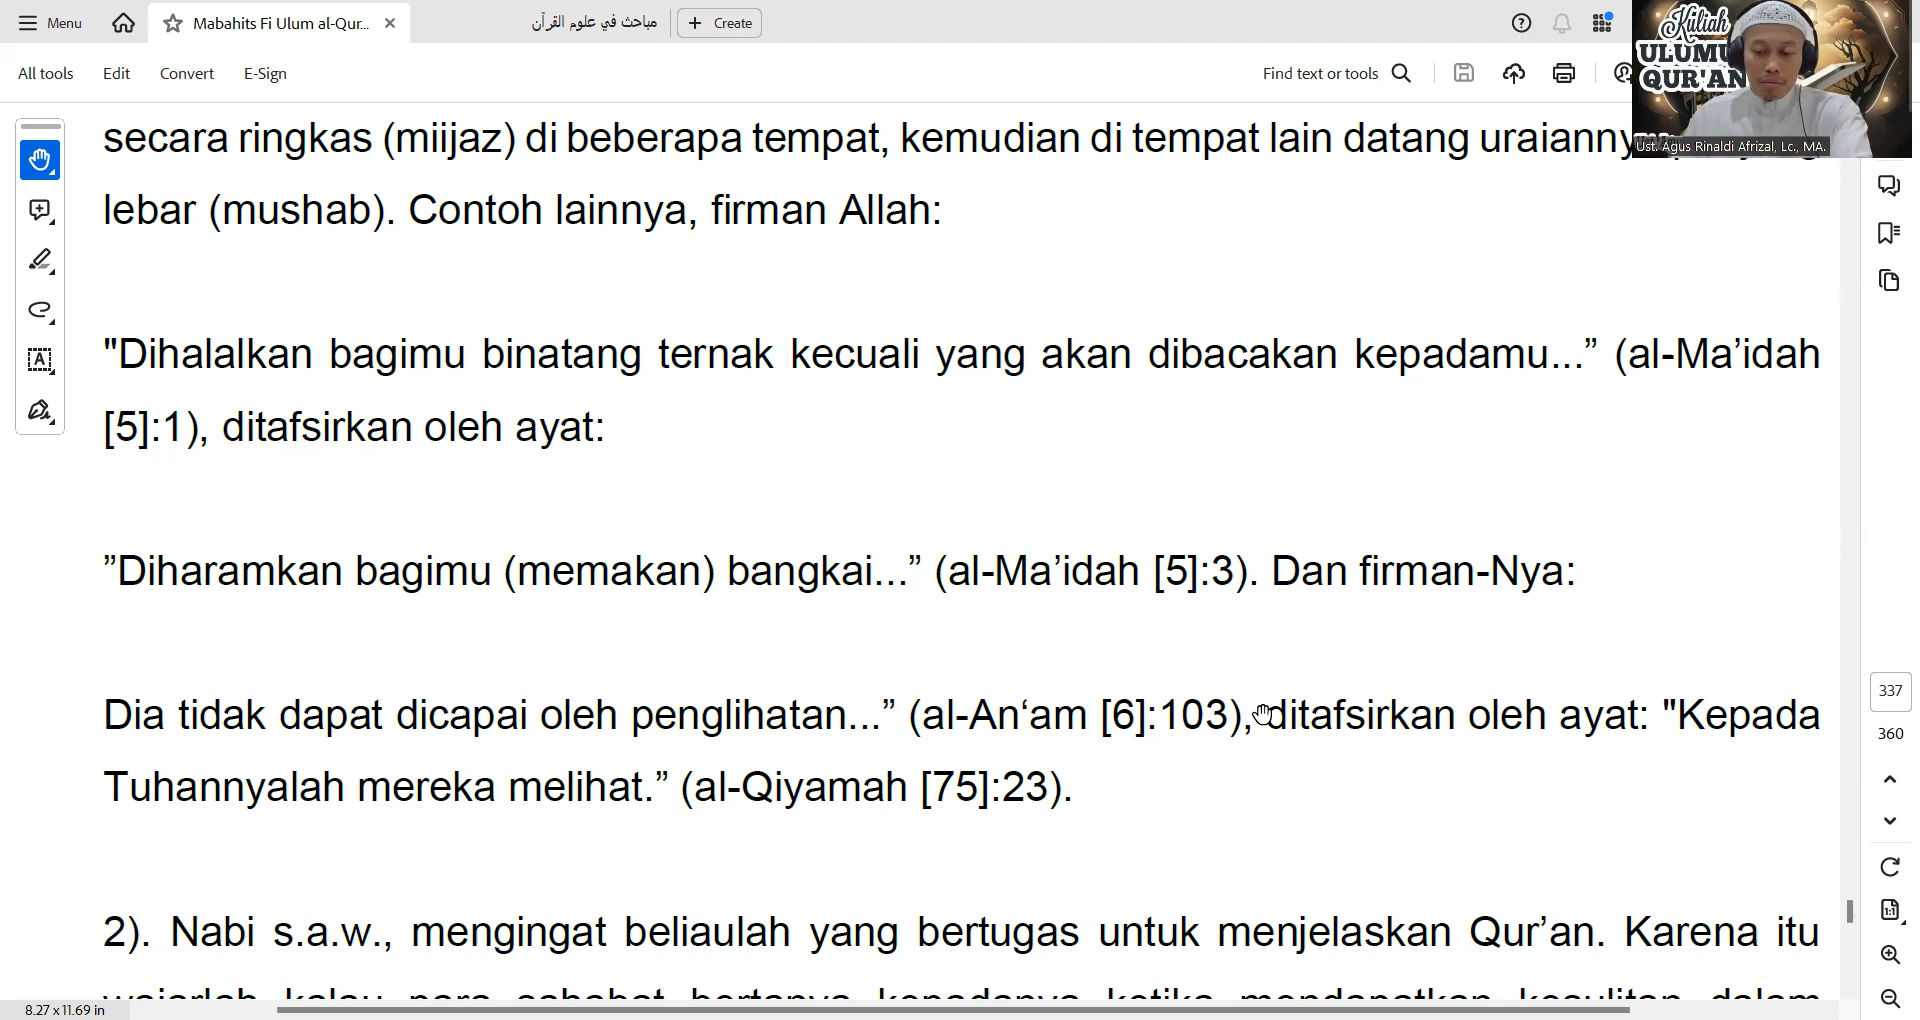 Menu
Mabahits Fi Ulum al-Qur...
مباحث في علوم القرآن
Create
All tools
Edit
Convert
E-Sign
Find text or tools
Kuliah
ULUMU
QUR'AN
Ust. Agus Rinaldi Afrizal, Lc., MA.
secara ringkas (miijaz) di beberapa tempat, kemudian di tempat lain datang
lebar (mushab). Contoh lainnya, firman Allah:
"Dihalalkan bagimu binatang ternak kecuali yang akan dibacakan kepadamu...” (al-Ma’idah
[5]:1), ditafsirkan oleh ayat:
”Diharamkan bagimu (memakan) bangkai...” (al-Ma’idah [5]:3). Dan firman-Nya:
Dia tidak dapat dicapai oleh penglihatan...” (al-An‘am [6]:103), ditafsirkan oleh ayat: "Kepada
Tuhannyalah mereka melihat.” (al-Qiyamah [75]:23).
2). Nabi s.a.w., mengingat beliaulah yang bertugas untuk menjelaskan Qur’an. Karena itu
337
360
8.27 x 11.69 in